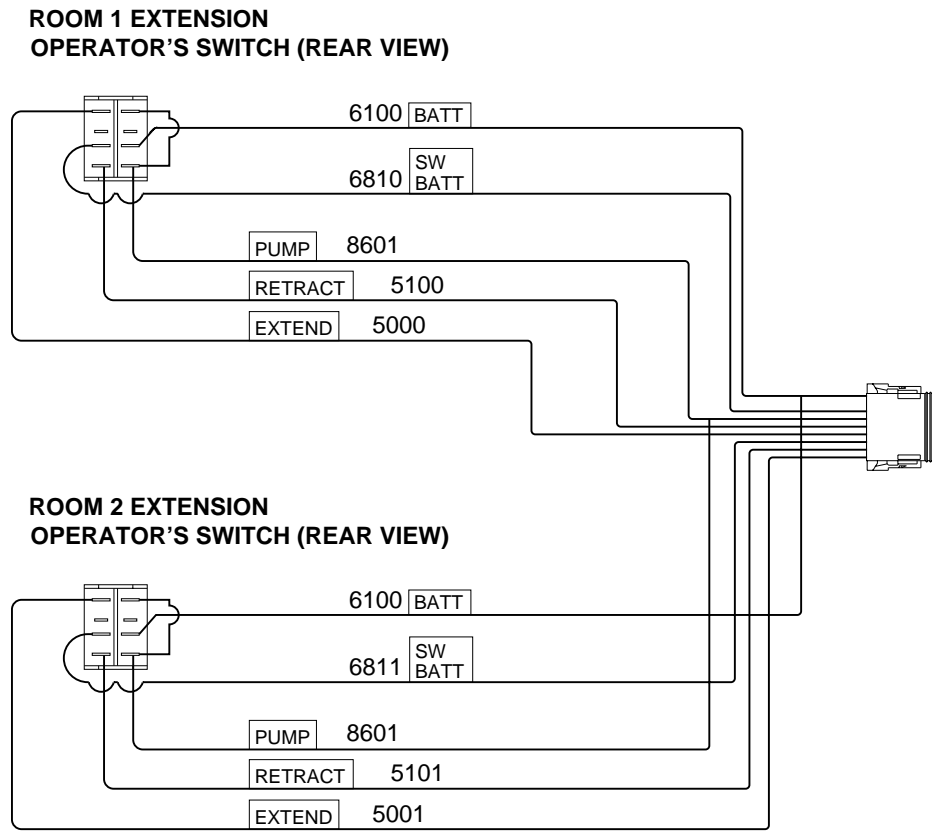 ROOM 1 EXTENSION
OPERATOR'S SWITCH (REAR VIEW)
6100 BATT
SW
6810 BATT
PUMP 8601
RETRACT 5100
EXTEND 5000
ROOM 2 EXTENSION
OPERATOR'S SWITCH (REAR VIEW)
6100 BATT
SW
6811 BATT
PUMP 8601
RETRACT 5101
EXTEND 5001